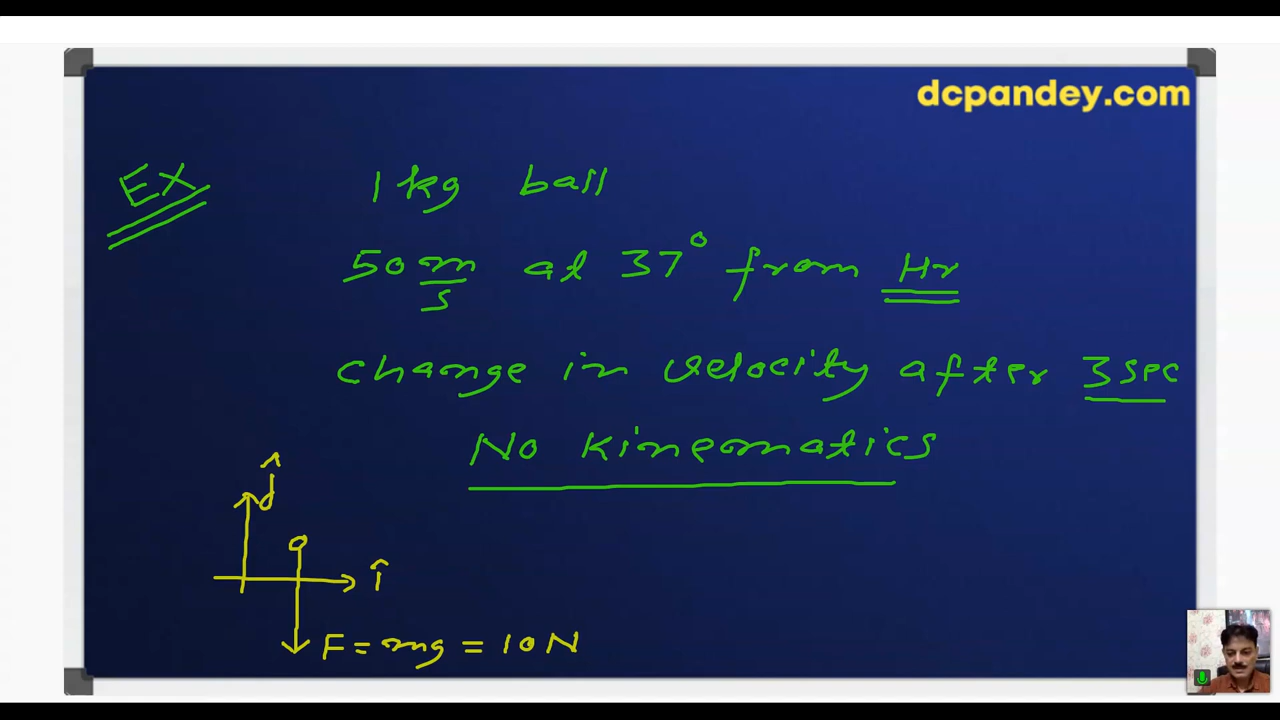 dcpandey.com
Ex
1 kg ball
50 m/s at 37° from Hr
change in velocity after 3 sec
No kinematics
ĵ
î
F = mg = 10 N